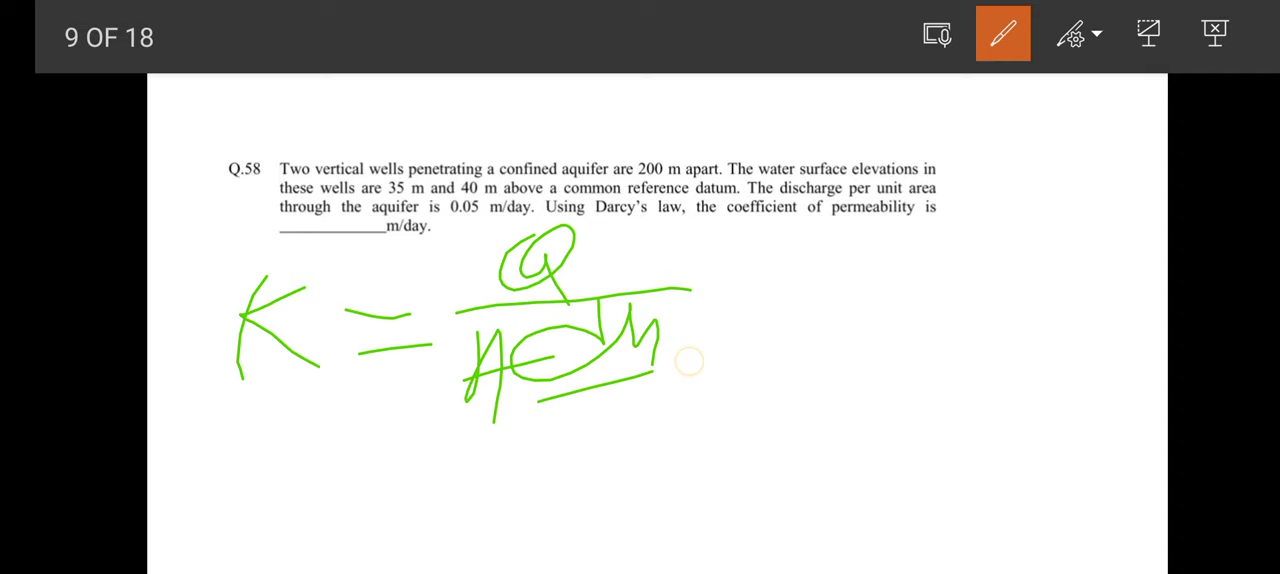 9 OF 18
Q.58 Two vertical wells penetrating a confined aquifer are 200 m apart. The water surface elevations in
these wells are 35 m and 40 m above a common reference datum. The discharge per unit area
through the aquifer is 0.05 m/day. Using Darcy's law, the coefficient of permeability is
____________m/day.
K = Q